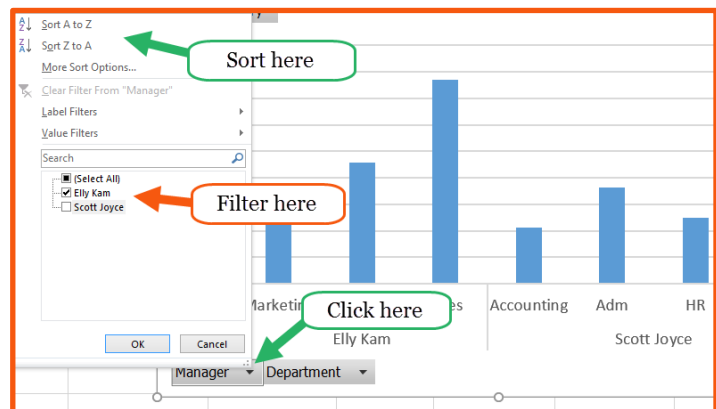 Sort A to Z
Sort Z to A
More Sort Options...
Clear Filter From "Manager"
Label Filters
Value Filters
Search
(Select All)
Elly Kam
Scott Joyce
OK
Cancel
Sort here
Filter here
Click here
Accounting
Adm
HR
Elly Kam
Scott Joyce
Manager
Department